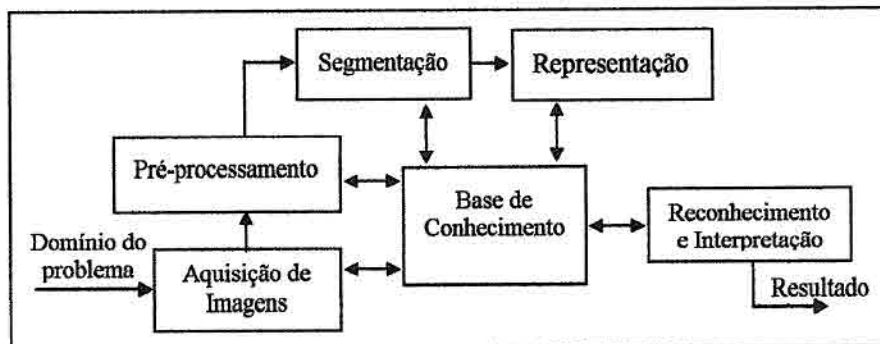 Segmentação
Representação
Pré-processamento
Base de
Conhecimento
Reconhecimento
e Interpretação
Domínio do
problema
Aquisição de
Imagens
Resultado